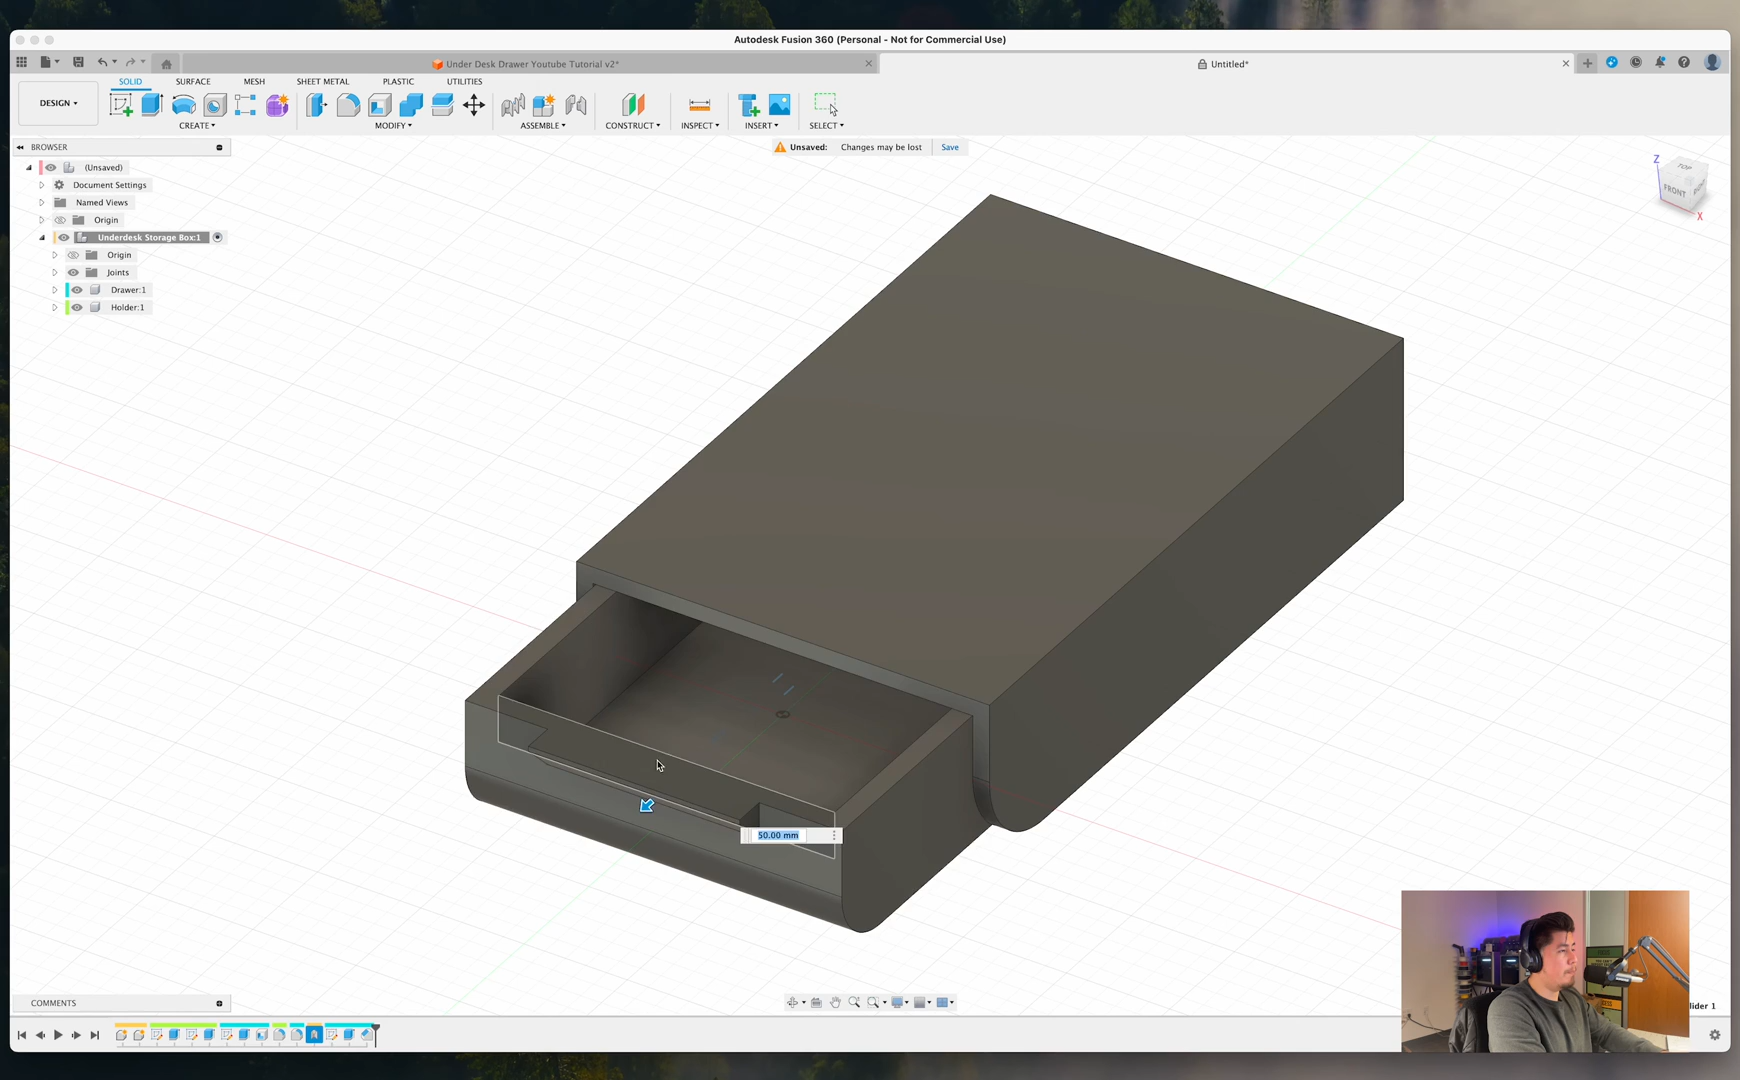 Autodesk Fusion 360 (Personal - Not for Commercial Use)
Under Desk Drawer Youtube Tutorial v2*
Untitled*
SOLID SURFACE MESH SHEET METAL PLASTIC UTILITIES
DESIGN
CREATE MODIFY ASSEMBLE CONSTRUCT INSPECT INSERT SELECT
BROWSER
Unsaved: Changes may be lost Save
(Unsaved)
Document Settings
Named Views
Origin
Underdesk Storage Box:1
Origin
Joints
Drawer:1
Holder:1
Z
TOP
FRONT
RIGHT
X
50.00 mm
COMMENTS
lider 1